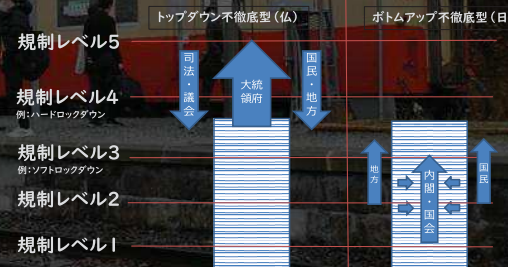 トップダウン不徹底型（仏）
ボトムアップ不徹底型（日
規制レベル5
規制レベル4
例：ハードロックダウン
規制レベル3
例：ソフトロックダウン
規制レベル2
規制レベル1
司法・議会
大統領府
国民・地方
地方
内閣・国会
国民